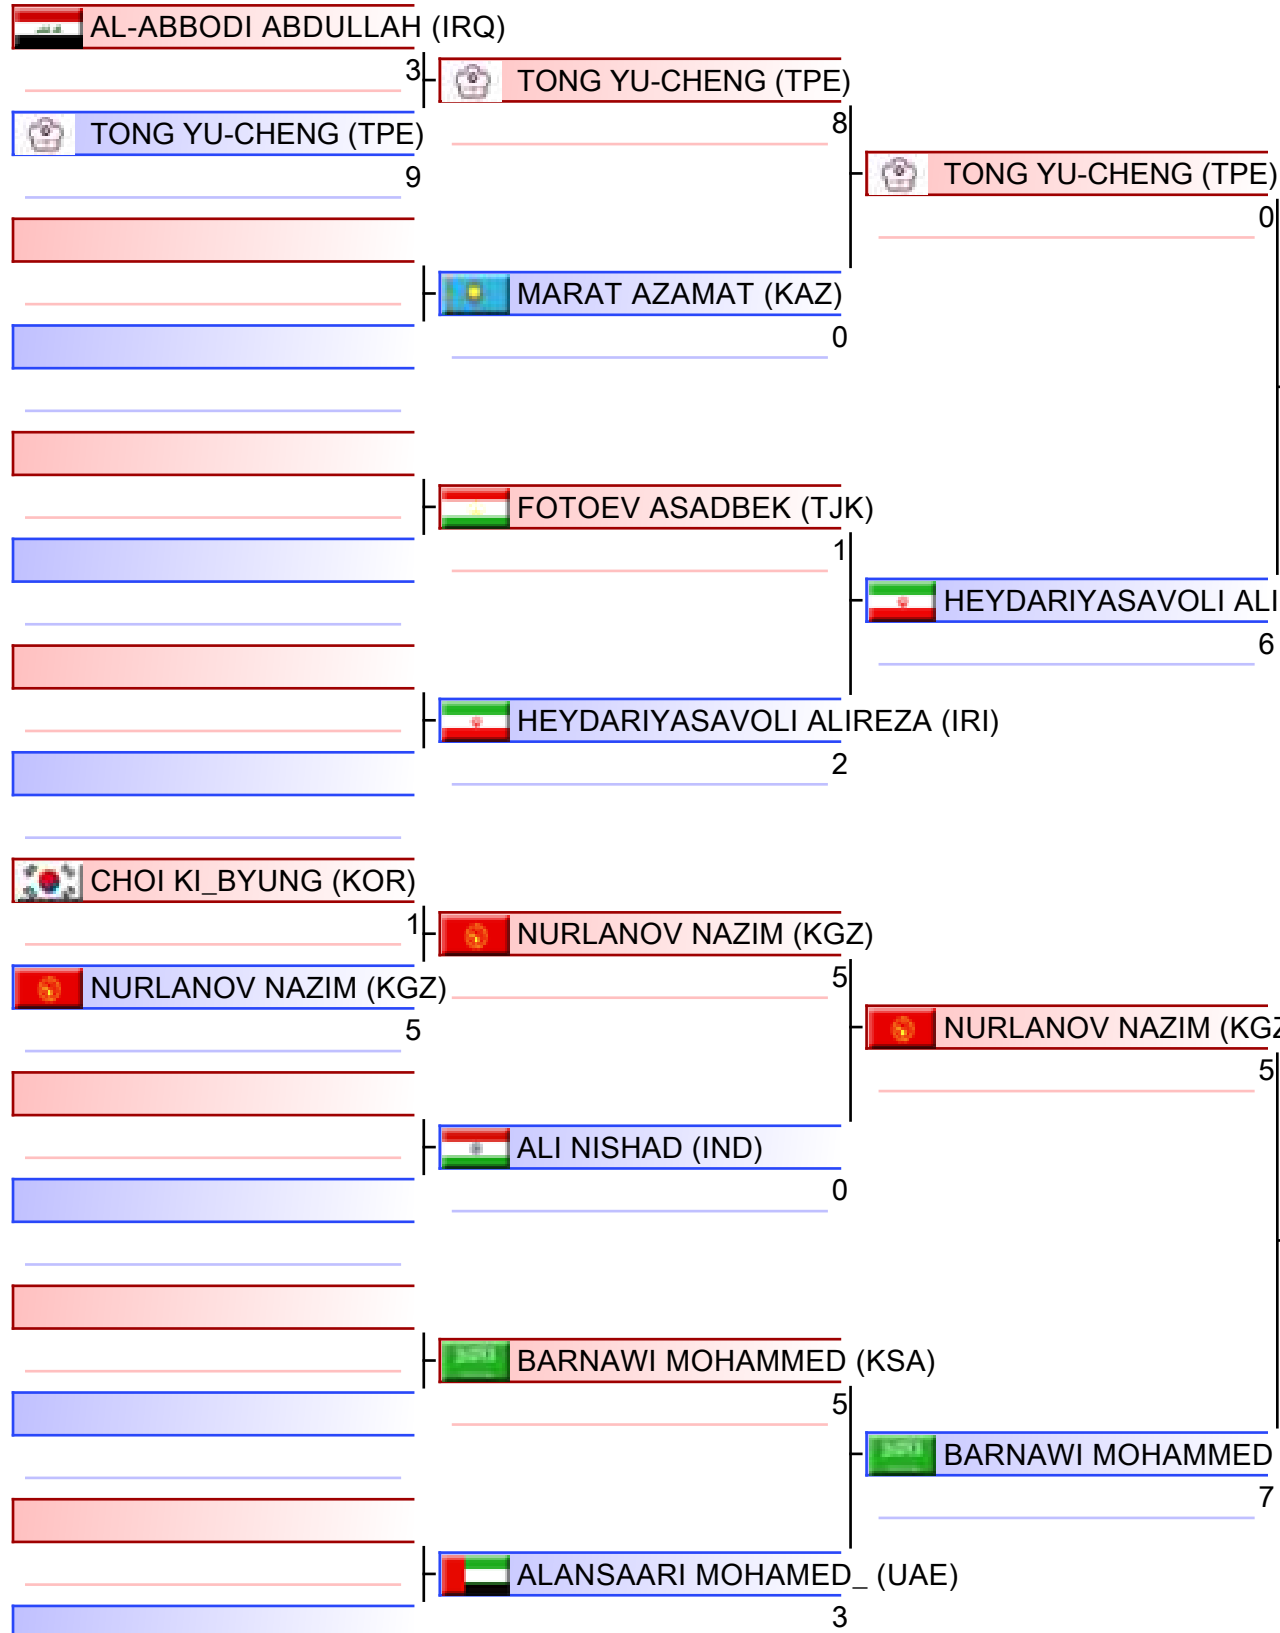 AL-ABBODI ABDULLAH (IRQ)
3
TONG YU-CHENG (TPE)
9
TONG YU-CHENG (TPE)
8
MARAT AZAMAT (KAZ)
0
TONG YU-CHENG (TPE)
0
FOTOEV ASADBEK (TJK)
1
HEYDARIYASAVOLI ALIREZA (IRI)
2
HEYDARIYASAVOLI ALI
6
CHOI KI_BYUNG (KOR)
1
NURLANOV NAZIM (KGZ)
5
NURLANOV NAZIM (KGZ)
5
ALI NISHAD (IND)
0
NURLANOV NAZIM (KGZ
5
BARNAWI MOHAMMED (KSA)
5
ALANSAARI MOHAMED_ (UAE)
3
BARNAWI MOHAMMED
7